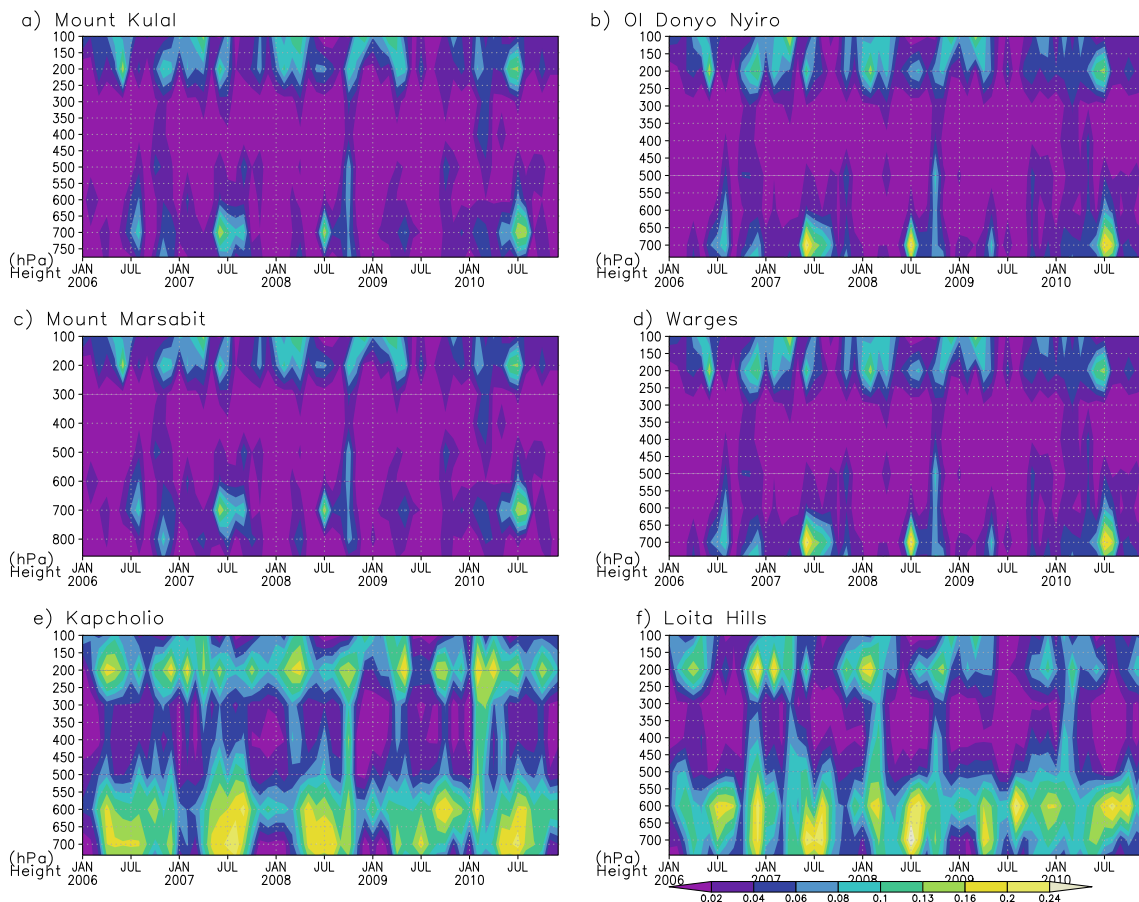 a) Mount Kulal
100
150
200
250
300
350
400
450
500
550
600
650
700
750
(hPa)
Height
JAN JUL JAN JUL JAN JUL JAN JUL JAN JUL
2006 2007 2008 2009 2010
b) Ol Donyo Nyiro
100
150
200
250
300
350
400
450
500
550
600
650
700
(hPa)
Height
JAN JUL JAN JUL JAN JUL JAN JUL JAN JUL
2006 2007 2008 2009 2010
c) Mount Marsabit
100
200
300
400
500
600
700
800
(hPa)
Height
JAN JUL JAN JUL JAN JUL JAN JUL JAN JUL
2006 2007 2008 2009 2010
d) Warges
100
150
200
250
300
350
400
450
500
550
600
650
700
(hPa)
Height
JAN JUL JAN JUL JAN JUL JAN JUL JAN JUL
2006 2007 2008 2009 2010
e) Kapcholio
100
150
200
250
300
350
400
450
500
550
600
650
700
(hPa)
Height
JAN JUL JAN JUL JAN JUL JAN JUL JAN JUL
2006 2007 2008 2009 2010
f) Loita Hills
100
150
200
250
300
350
400
450
500
550
600
650
700
(hPa)
Height
JAN JUL JAN JUL JAN JUL JAN JUL JAN JUL
2006 2007 2008 2009 2010
0.02 0.04 0.06 0.08 0.1 0.13 0.16 0.2 0.24